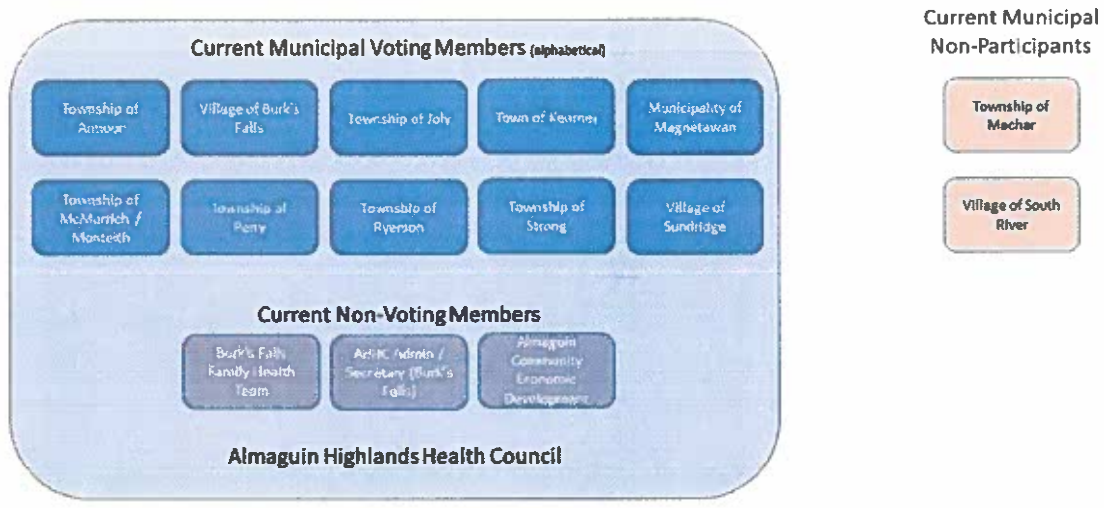 Current Municipal Voting Members (alphabetical)
Township of
Armour
Village of Burk's
Falls
Township of Joly
Town of Kearney
Municipality of
Magnetawan
Township of
McMurrich /
Monteith
Township of
Perry
Township of
Ryerson
Township of
Strong
Village of
Sundridge
Current Non-Voting Members
Burk's Falls
Family Health
Team
AHHC Admin /
Secretary (Burk's
Falls)
Almaguin
Community
Economic
Development
Almaguin Highlands Health Council
Current Municipal
Non-Participants
Township of
Machar
Village of South
River